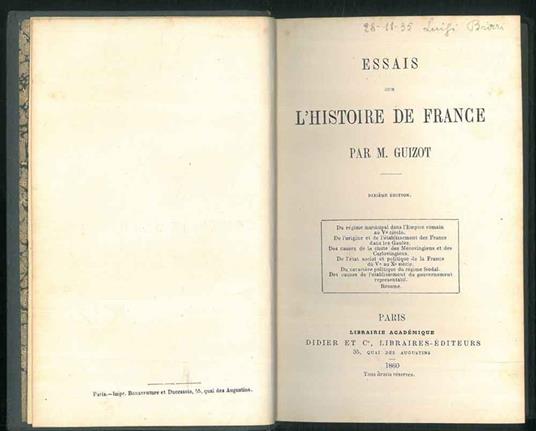 Paris.—Impr. Bonaventure et Ducessois, 55, quai des Augustins.
28-11-35 Luigi
ESSAIS
SUR
L'HISTOIRE DE FRANCE
PAR M. GUIZOT
DIXIÈME ÉDITION.
Du régime municipal dans l'Empire romain
au Ve siècle.
De l'origine et de l'établissement des Francs
dans les Gaules.
Des causes de la chute des Mérovingiens et des
Carlovingiens.
De l'état social et politique de la France
du Ve au Xe siècle.
Du caractère politique du régime féodal.
Des causes de l'établissement du gouvernement
représentatif.
Résumé.
PARIS
LIBRAIRIE ACADÉMIQUE
DIDIER ET Ce, LIBRAIRES-ÉDITEURS
35, QUAI DES AUGUSTINS
1860
Tous droits réservés.